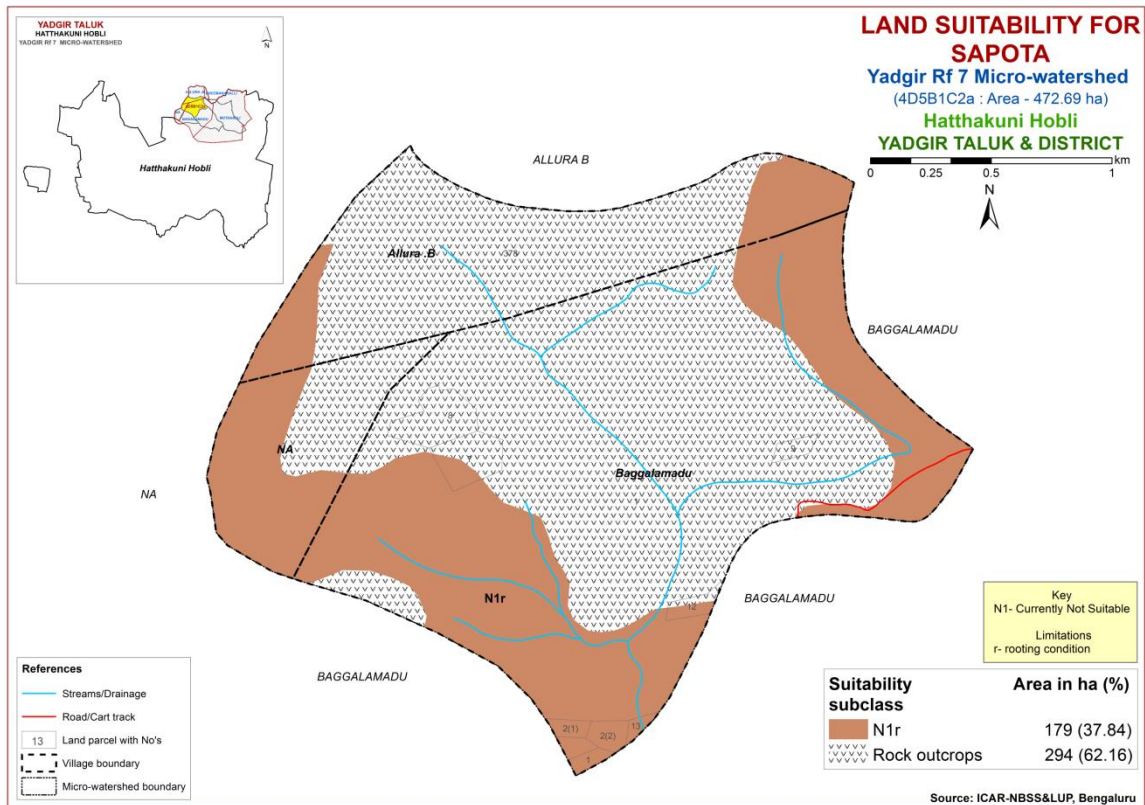 YADGIR TALUK
HATTHAKUNI HOBLI
YADGIR Rf 7 MICRO-WATERSHED
N
Hatthakuni Hobli
LAND SUITABILITY FOR
SAPOTA
Yadgir Rf 7 Micro-watershed
(4D5B1C2a : Area - 472.69 ha)
Hatthakuni Hobli
YADGIR TALUK & DISTRICT
km
0 0.25 0.5 1
N
ALLURA B
Allura .B
378
BAGGALAMADU
8
7
9
NA
Baggalamadu
1
NA
N1r
12
BAGGALAMADU
BAGGALAMADU
2(1)
2(2)
13
1
Key
N1- Currently Not Suitable
Limitations
r- rooting condition
References
Streams/Drainage
Road/Cart track
13 Land parcel with No's
Village boundary
Micro-watershed boundary
Suitability subclass Area in ha (%)
N1r 179 (37.84)
Rock outcrops 294 (62.16)
Source: ICAR-NBSS&LUP, Bengaluru